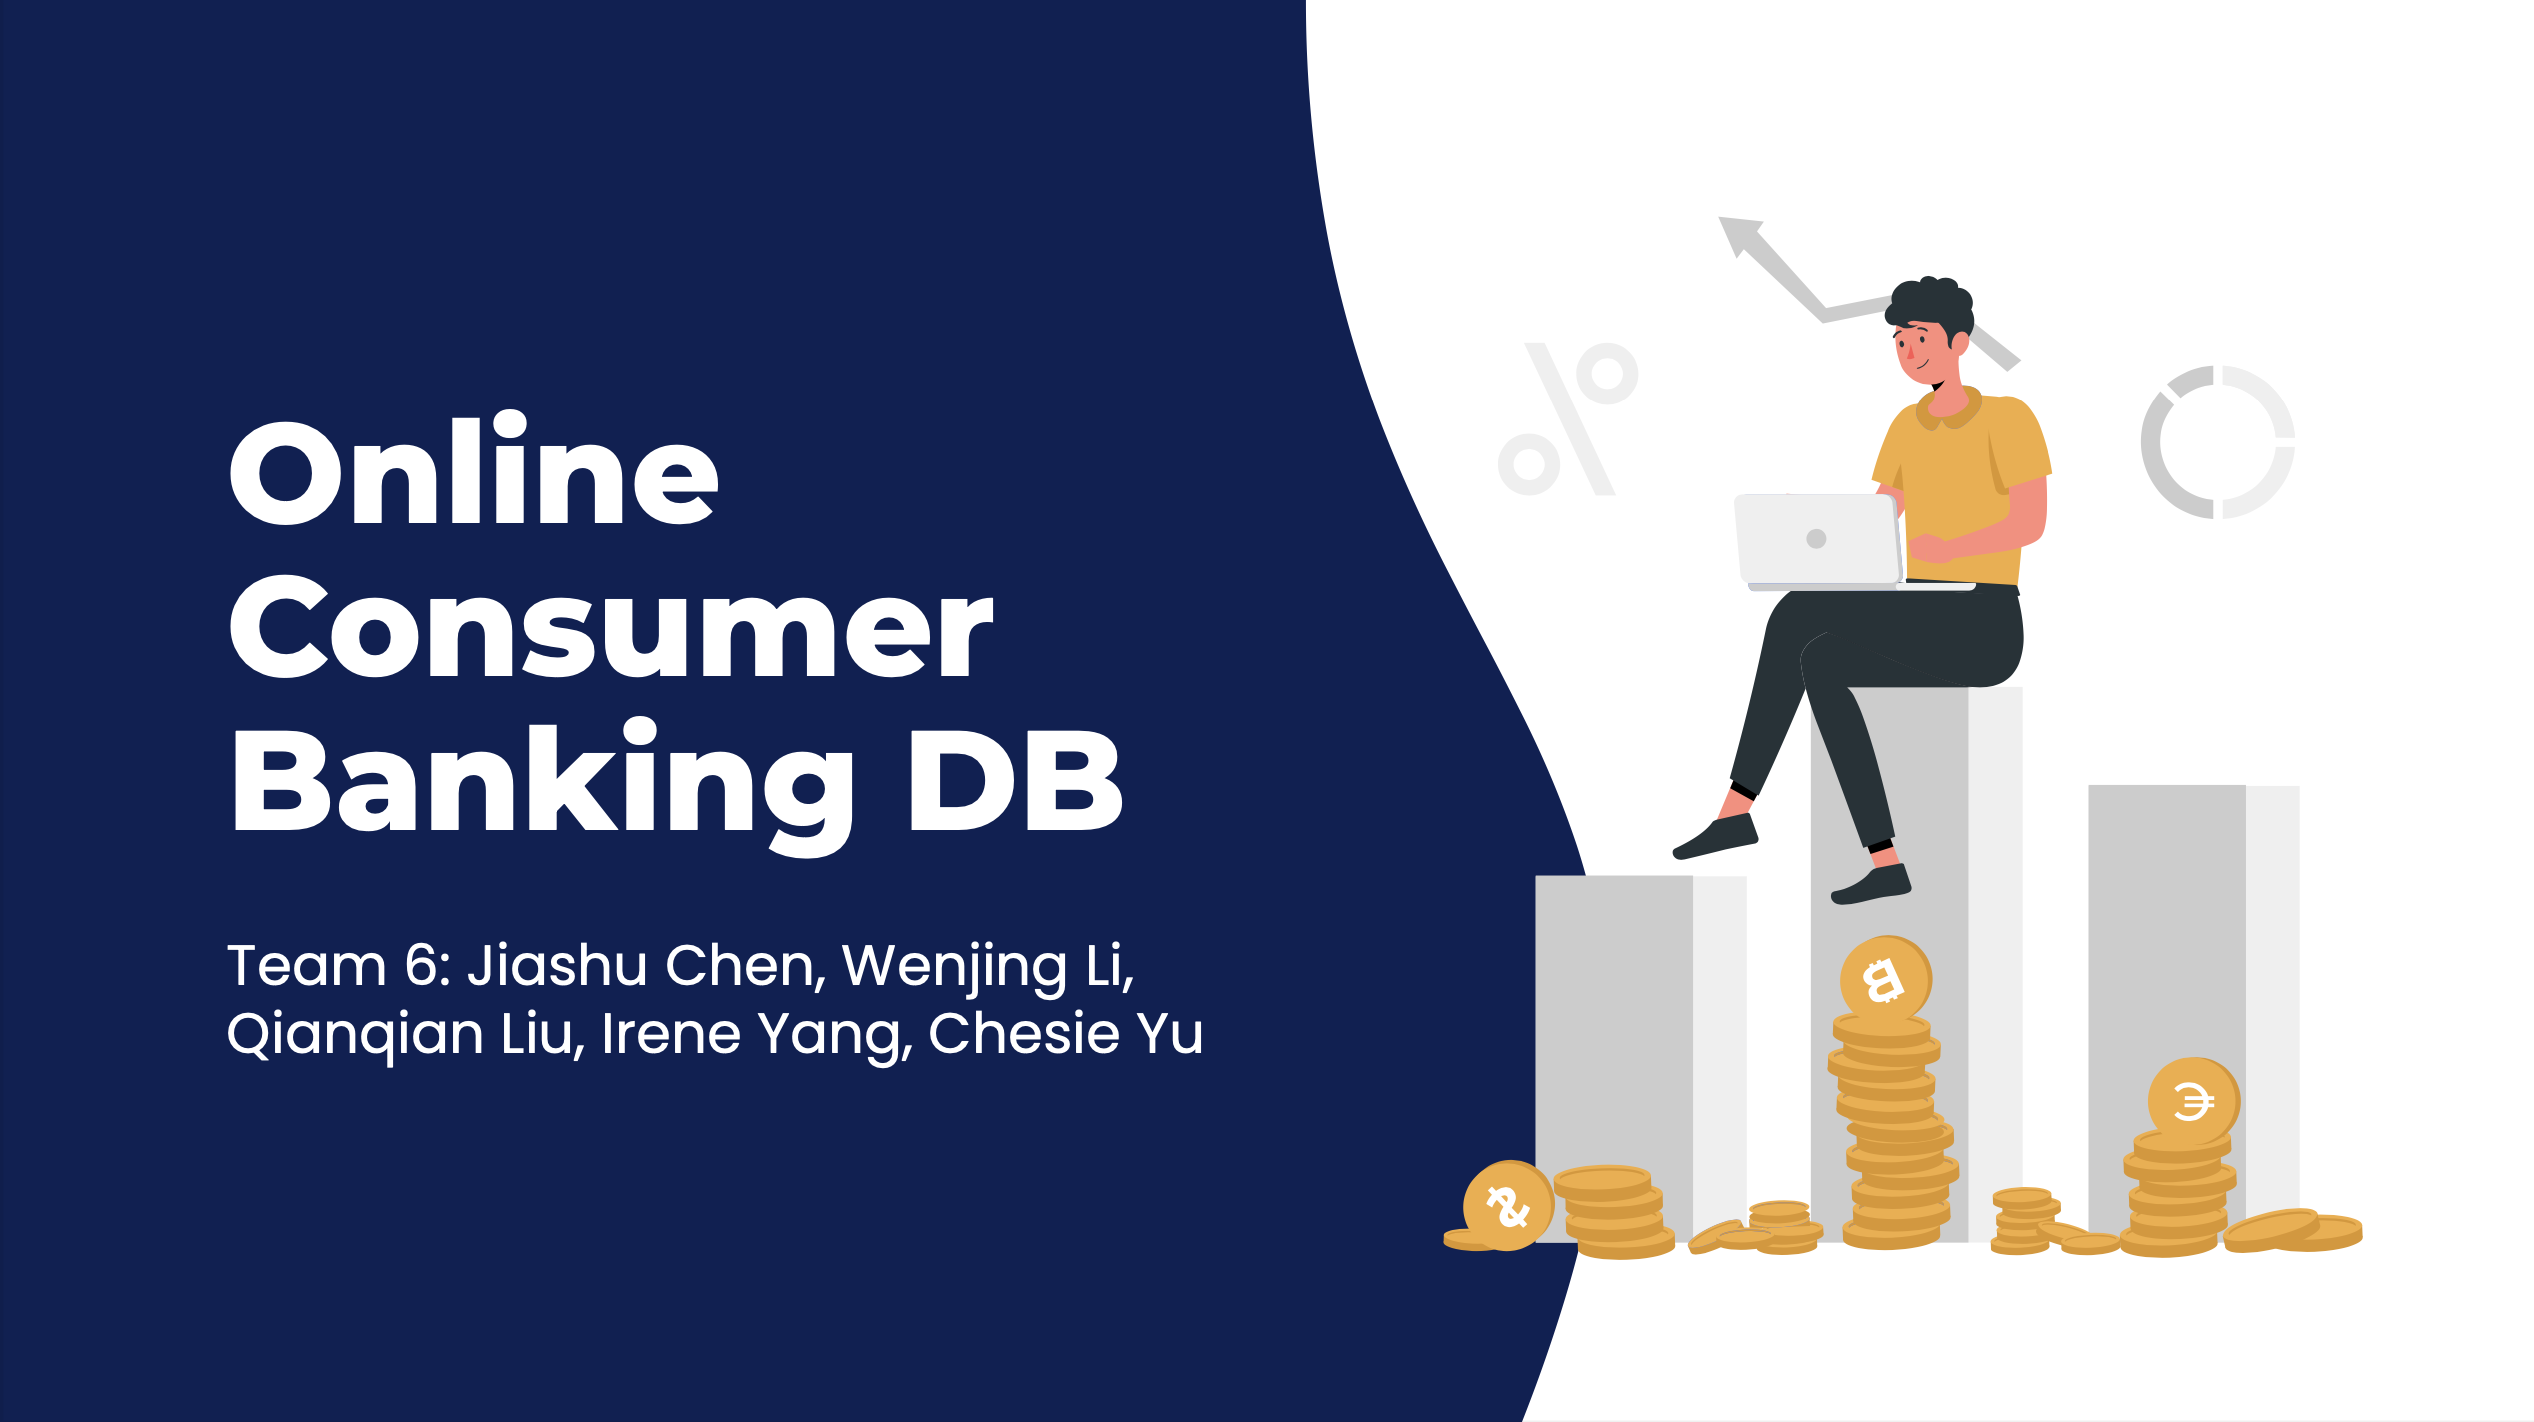 Online
Consumer
Banking DB
Team 6: Jiashu Chen, Wenjing Li,
Qianqian Liu, Irene Yang, Chesie Yu